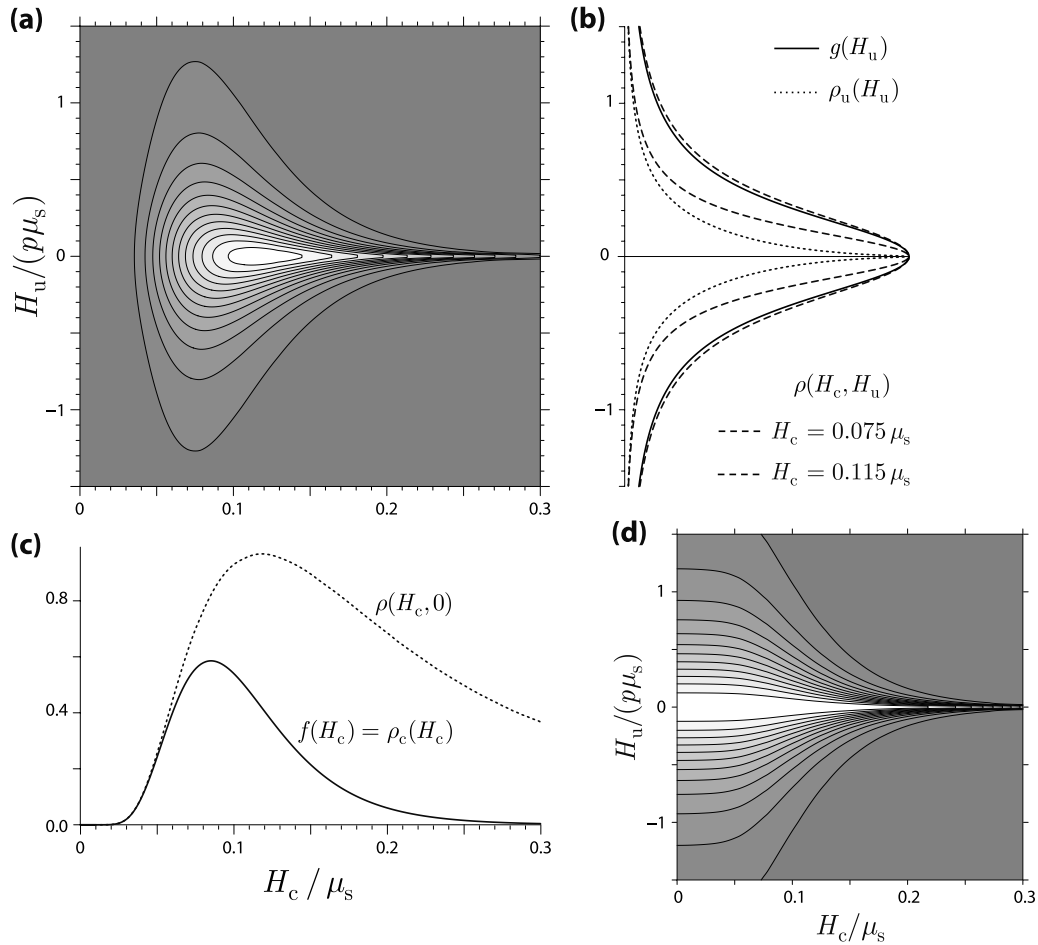 (a)
1
0
−1
H_u/(pμ_s)
0
0.1
0.2
0.3
(b)
g(H_u)
ρ_u(H_u)
1
0
−1
ρ(H_c, H_u)
H_c = 0.075 μ_s
H_c = 0.115 μ_s
(c)
0.8
0.4
0.0
ρ(H_c, 0)
f(H_c) = ρ_c(H_c)
0
0.1
0.2
0.3
H_c / μ_s
(d)
1
0
−1
H_u/(pμ_s)
0
0.1
0.2
0.3
H_c/μ_s